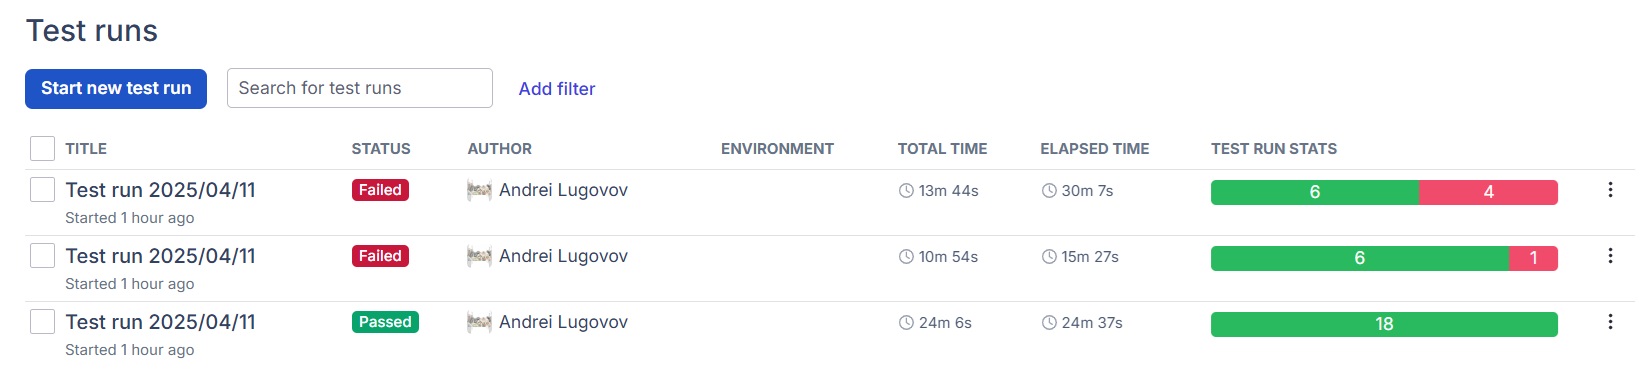 Test runs
Start new test run Search for test runs Add filter
TITLE STATUS AUTHOR ENVIRONMENT TOTAL TIME ELAPSED TIME TEST RUN STATS
Test run 2025/04/11 Failed Andrei Lugovov 13m 44s 30m 7s 6 4
Started 1 hour ago
Test run 2025/04/11 Failed Andrei Lugovov 10m 54s 15m 27s 6 1
Started 1 hour ago
Test run 2025/04/11 Passed Andrei Lugovov 24m 6s 24m 37s 18
Started 1 hour ago